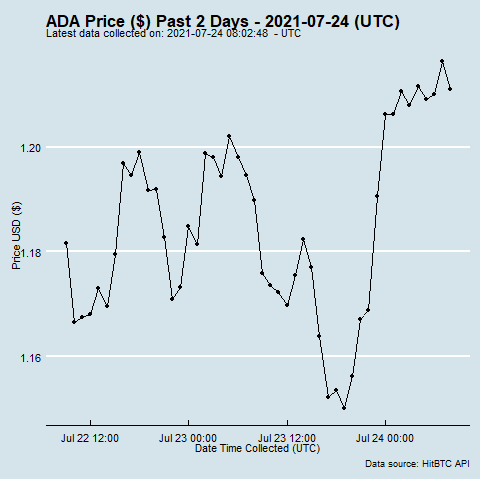 ADA Price ($) Past 2 Days - 2021-07-24 (UTC)
Latest data collected on: 2021-07-24 08:02:48 - UTC
1.20
1.18
1.16
Price USD ($)
Jul 22 12:00 Jul 23 00:00 Jul 23 12:00 Jul 24 00:00
Date Time Collected (UTC)
Data source: HitBTC API